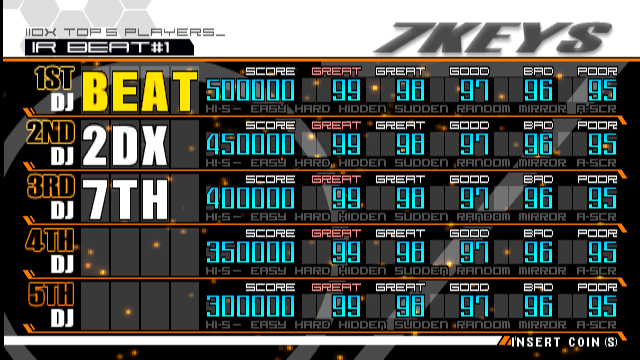 IIDX TOP 5 PLAYERS_
IR BEAT#1
7KEYS
1ST DJ BEAT
SCORE GREAT GREAT GOOD BAD POOR
500000 99 98 97 96 95
HI-S- EASY HARD HIDDEN SUDDEN RANDOM MIRROR A-SCR
2ND DJ 2DX
SCORE GREAT GREAT GOOD BAD POOR
450000 99 98 97 96 95
HI-S- EASY HARD HIDDEN SUDDEN RANDOM MIRROR A-SCR
3RD DJ 7TH
SCORE GREAT GREAT GOOD BAD POOR
400000 99 98 97 96 95
HI-S- EASY HARD HIDDEN SUDDEN RANDOM MIRROR A-SCR
4TH DJ
SCORE GREAT GREAT GOOD BAD POOR
350000 99 98 97 96 95
HI-S- EASY HARD HIDDEN SUDDEN RANDOM MIRROR A-SCR
5TH DJ
SCORE GREAT GREAT GOOD BAD POOR
300000 99 98 97 96 95
HI-S- EASY HARD HIDDEN SUDDEN RANDOM MIRROR A-SCR
INSERT COIN(S)